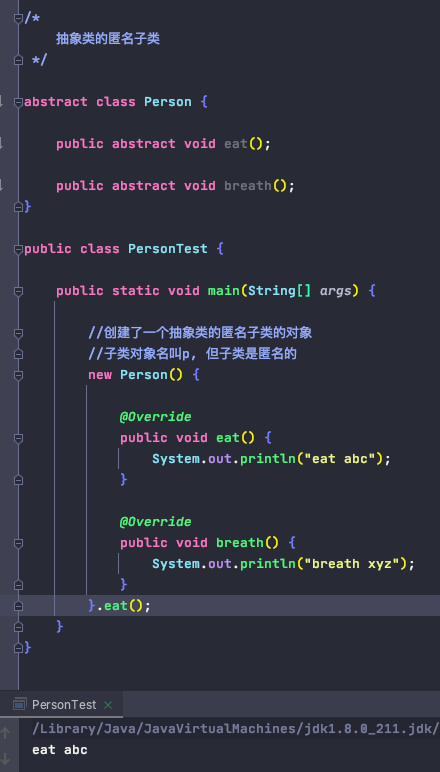 /*
    抽象类的匿名子类
 */
abstract class Person {
    public abstract void eat();
    public abstract void breath();
}
public class PersonTest {
    public static void main(String[] args) {
        //创建了一个抽象类的匿名子类的对象
        //子类对象名叫p, 但子类是匿名的
        new Person() {
            @Override
            public void eat() {
                System.out.println("eat abc");
            }
            @Override
            public void breath() {
                System.out.println("breath xyz");
            }
        }.eat();
    }
}
PersonTest
/Library/Java/JavaVirtualMachines/jdk1.8.0_211.jdk/
eat abc